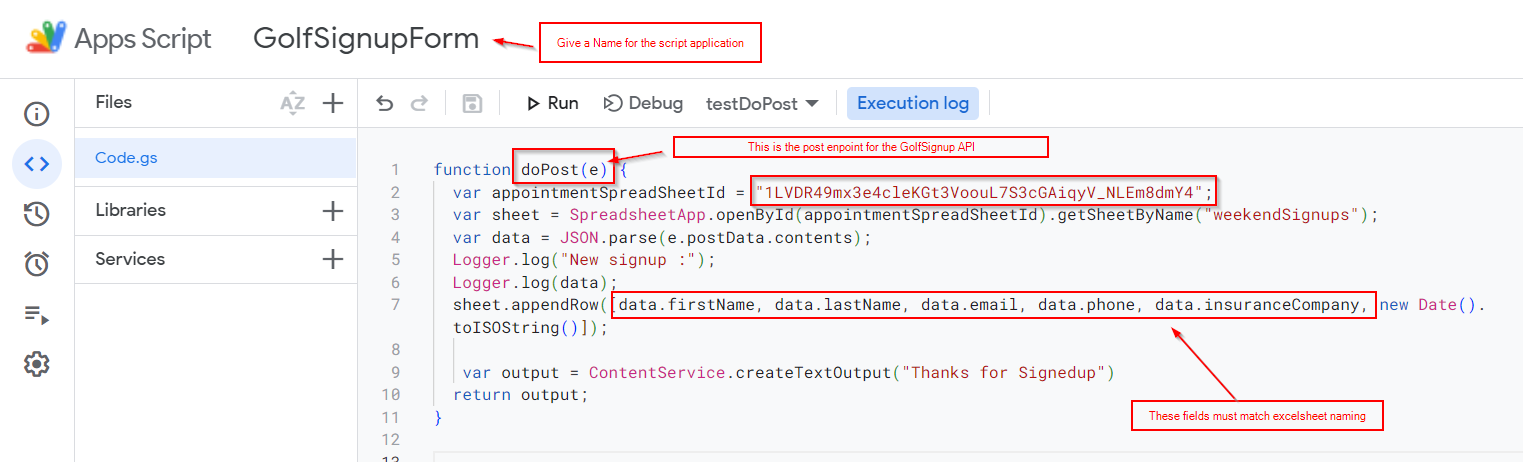 Apps Script GolfSignupForm
Give a Name for the script application
Files
Run Debug testDoPost Execution log
This is the post enpoint for the GolfSignup API
Code.gs
Libraries
Services
1 function doPost(e) {
2 var appointmentSpreadSheetId = "1LVDR49mx3e4cleKGt3VoouL7S3cGAiqyV_NLEm8dmY4";
3 var sheet = SpreadsheetApp.openById(appointmentSpreadSheetId).getSheetByName("weekendSignups");
4 var data = JSON.parse(e.postData.contents);
5 Logger.log("New signup :");
6 Logger.log(data);
7 sheet.appendRow([data.firstName, data.lastName, data.email, data.phone, data.insuranceCompany, new Date().
toISOString()]);
8
9 var output = ContentService.createTextOutput("Thanks for Signedup")
10 return output;
11 }
12
13
These fields must match excelsheet naming